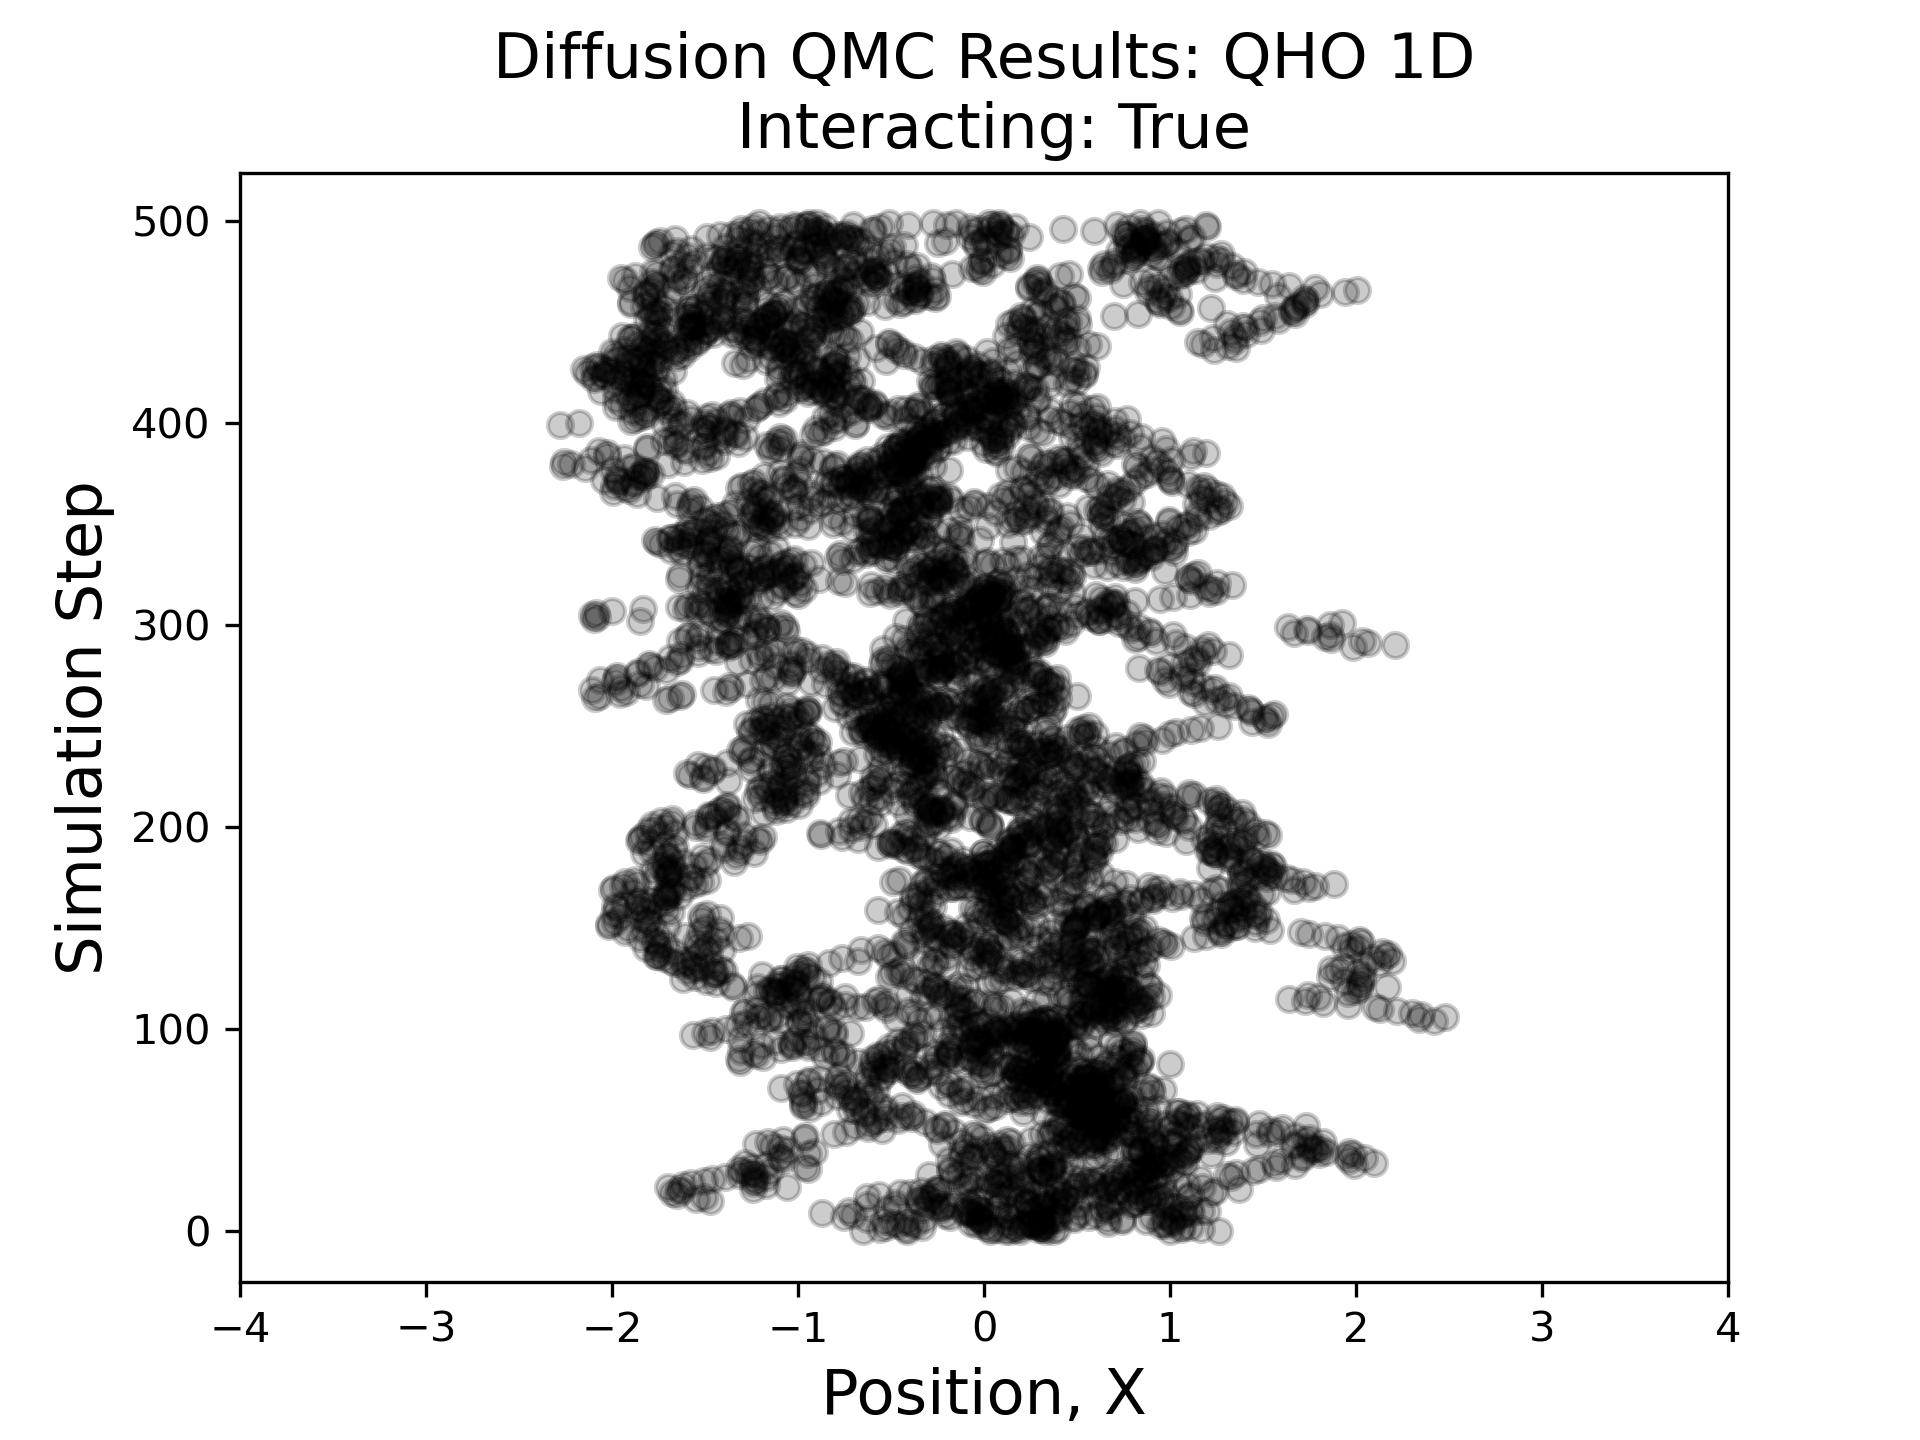 Diffusion QMC Results: QHO 1D
Interacting: True
Simulation Step
500
400
300
200
100
0
−4 −3 −2 −1 0 1 2 3 4
Position, X